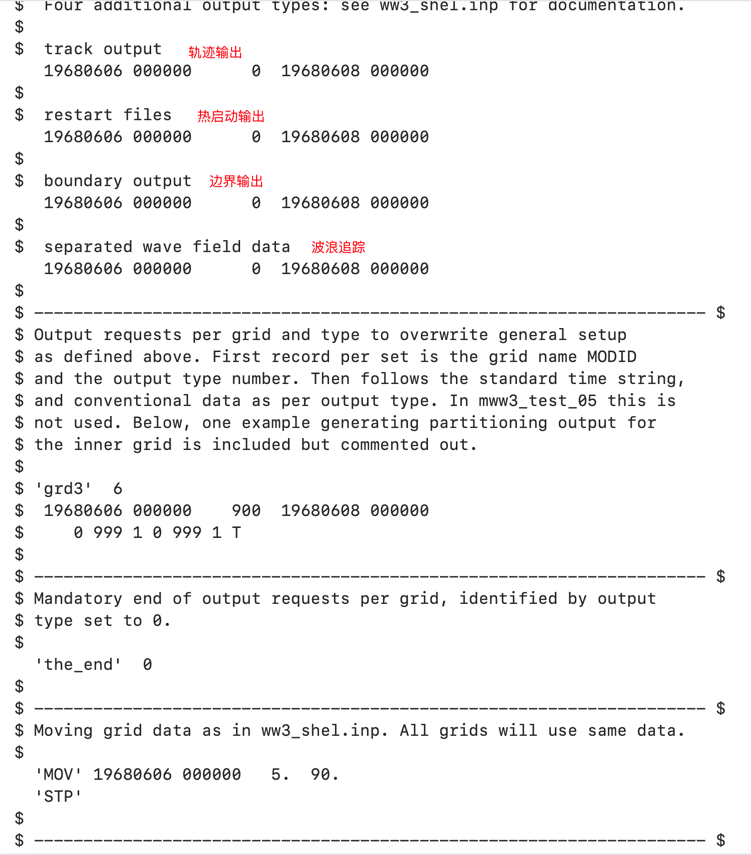 $  Four additional output types: see ww3_shel.inp for documentation.
$
$  track output   轨迹输出
   19680606 000000      0  19680608 000000
$
$  restart files   热启动输出
   19680606 000000      0  19680608 000000
$
$  boundary output  边界输出
   19680606 000000      0  19680608 000000
$
$  separated wave field data  波浪追踪
   19680606 000000      0  19680608 000000
$
$ -------------------------------------------------------------------- $
$ Output requests per grid and type to overwrite general setup
$ as defined above. First record per set is the grid name MODID
$ and the output type number. Then follows the standard time string,
$ and conventional data as per output type. In mww3_test_05 this is
$ not used. Below, one example generating partitioning output for
$ the inner grid is included but commented out.
$
$ 'grd3'  6
$  19680606 000000    900  19680608 000000
$     0 999 1 0 999 1 T
$
$ -------------------------------------------------------------------- $
$ Mandatory end of output requests per grid, identified by output
$ type set to 0.
$
  'the_end'  0
$
$ -------------------------------------------------------------------- $
$ Moving grid data as in ww3_shel.inp. All grids will use same data.
$
  'MOV' 19680606 000000   5.  90.
  'STP'
$
$ -------------------------------------------------------------------- $